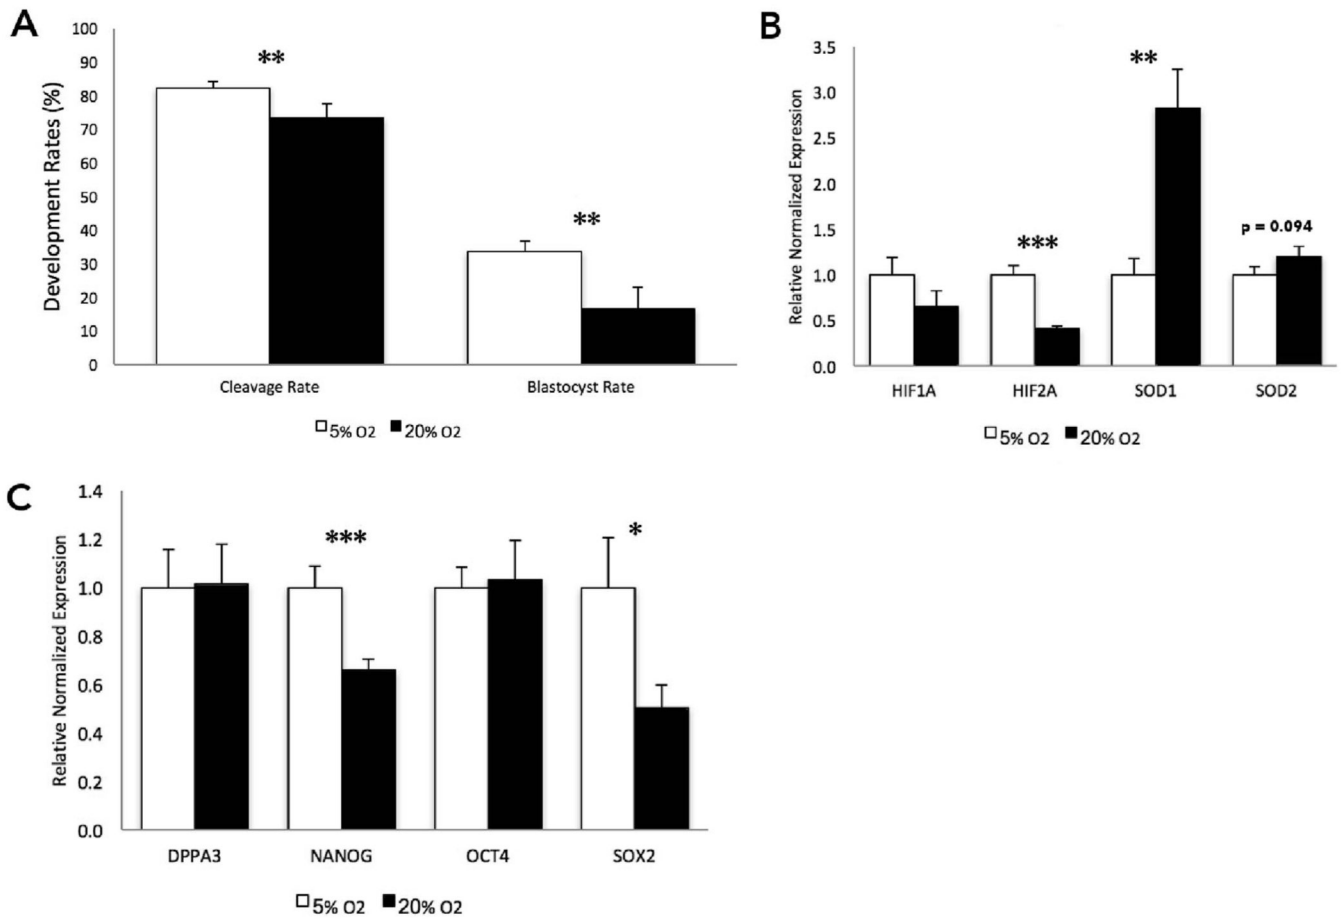 A
Development Rates (%)
100
90
80
70
60
50
40
30
20
10
0
**
**
Cleavage Rate
Blastocyst Rate
5% O2 20% O2
B
Relative Normalized Expression
3.5
3.0
2.5
2.0
1.5
1.0
0.5
0.0
***
**
p = 0.094
HIF1A
HIF2A
SOD1
SOD2
5% O2 20% O2
C
Relative Normalized Expression
1.4
1.2
1.0
0.8
0.6
0.4
0.2
0.0
***
*
DPPA3
NANOG
OCT4
SOX2
5% O2 20% O2